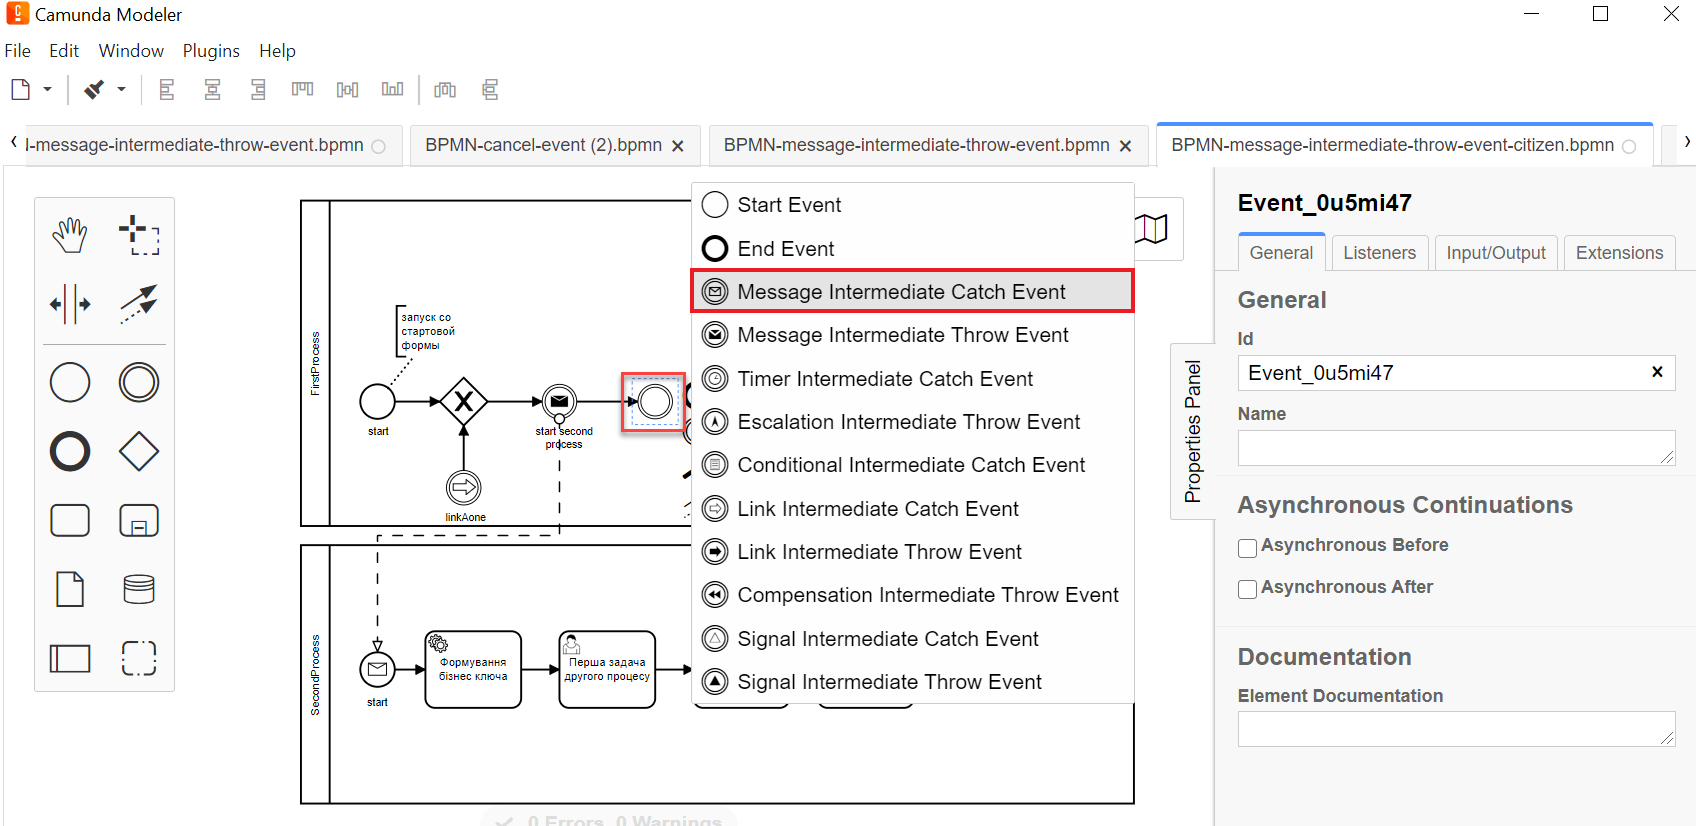 Camunda Modeler
File Edit Window Plugins Help
-message-intermediate-throw-event.bpmn
BPMN-cancel-event (2).bpmn
BPMN-message-intermediate-throw-event.bpmn
BPMN-message-intermediate-throw-event-citizen.bpmn
FirstProcess
запуск со
стартовой
формы
start
start second
process
linkAone
SecondProcess
start
Формування
бізнес ключа
Перша задача
другого процесу
Start Event
End Event
Message Intermediate Catch Event
Message Intermediate Throw Event
Timer Intermediate Catch Event
Escalation Intermediate Throw Event
Conditional Intermediate Catch Event
Link Intermediate Catch Event
Link Intermediate Throw Event
Compensation Intermediate Throw Event
Signal Intermediate Catch Event
Signal Intermediate Throw Event
0 Errors, 0 Warnings
Properties Panel
Event_0u5mi47
General Listeners Input/Output Extensions
General
Id
Event_0u5mi47
Name
Asynchronous Continuations
Asynchronous Before
Asynchronous After
Documentation
Element Documentation